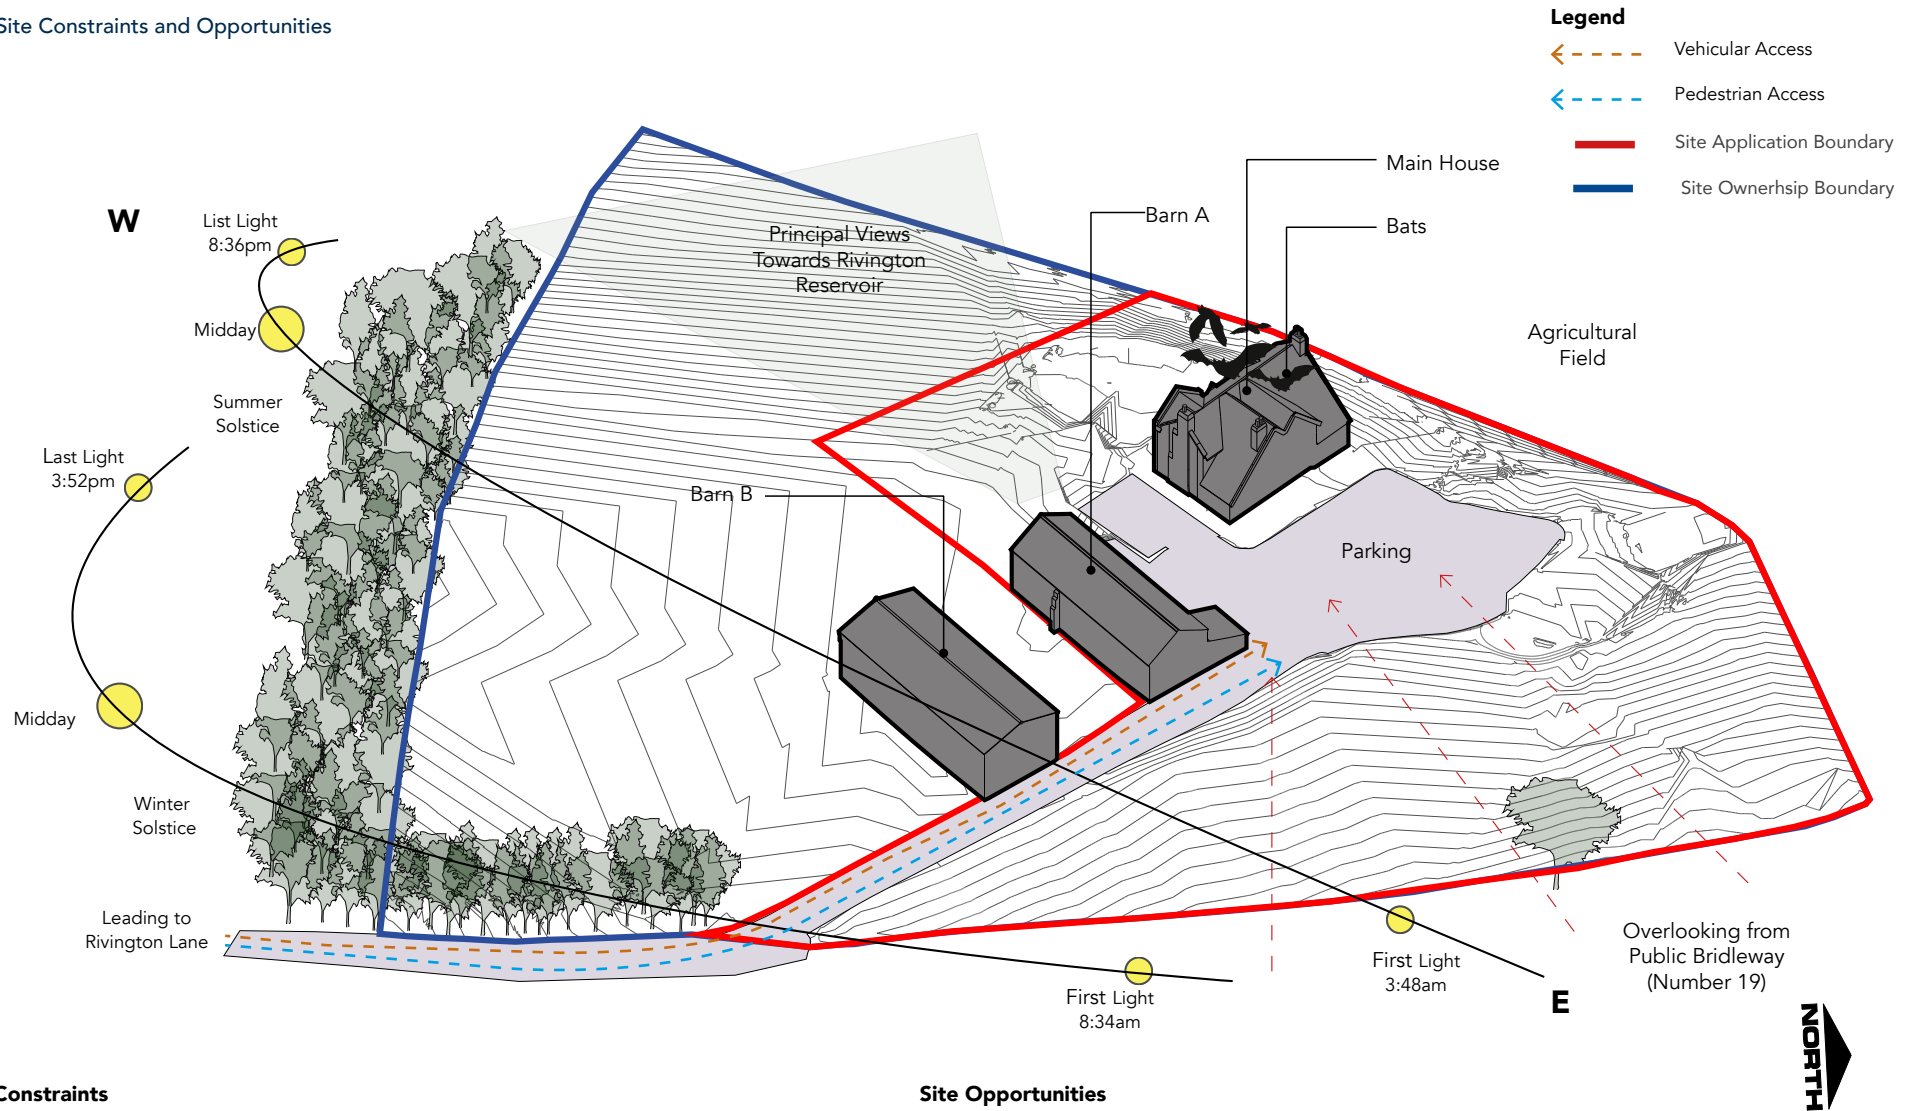 Site Constraints and Opportunities
Legend
Vehicular Access
Pedestrian Access
Site Application Boundary
Site Ownerhsip Boundary
Main House
Barn A
Bats
W
List Light
8:36pm
Principal Views
Towards Rivington
Reservoir
Midday
Agricultural
Field
Summer
Solstice
Last Light
3:52pm
Barn B
Parking
Midday
Winter
Solstice
Leading to
Rivington Lane
Overlooking from
Public Bridleway
(Number 19)
First Light
3:48am
First Light
8:34am
E
NORTH
Constraints
Site Opportunities